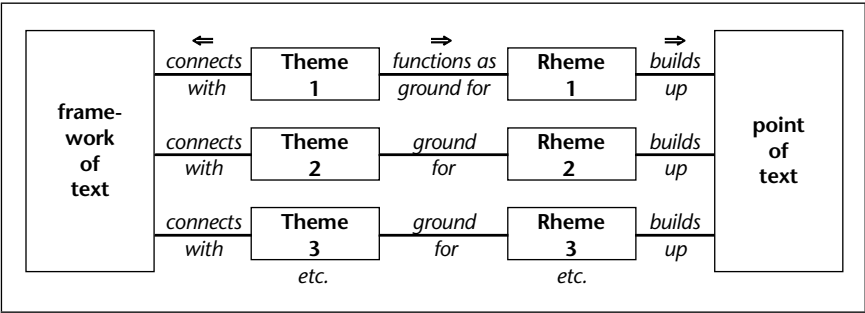 ⇐ ⇒ ⇒
connects Theme functions as Rheme builds
with 1 ground for 1 up
frame-
work
of
text
connects Theme ground Rheme builds
with 2 for 2 up
point
of
text
connects Theme ground Rheme builds
with 3 for 3 up
etc. etc.